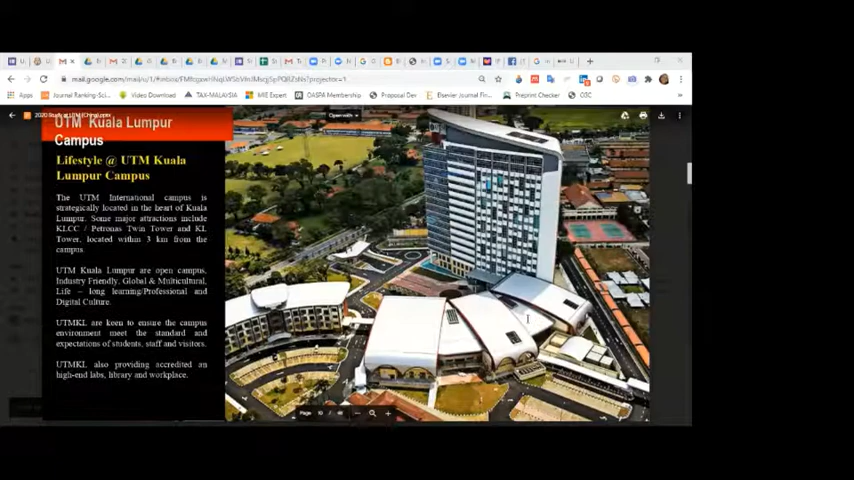 Apps
Journal Ranking-Sci...
Video Download
TAX-MALAYSIA
MIE Expert
OASPA Membership
Proposal Dev
Elsevier Journal Fin...
Preprint Checker
Open with
UTM Kuala Lumpur
Campus
Lifestyle @ UTM Kuala
Lumpur Campus
The UTM International campus is
strategically located in the heart of Kuala
Lumpur. Some major attractions include
KLCC / Petronas Twin Tower and KL
Tower, located within 3 km from the
campus.
UTM Kuala Lumpur are open campus,
Industry Friendly, Global & Multicultural,
Life – long learning/Professional and
Digital Culture.
UTMKL are keen to ensure the campus
environment meet the standard and
expectations of students, staff and visitors.
UTMKL also providing accredited an
high-end labs, library and workplace.
Page